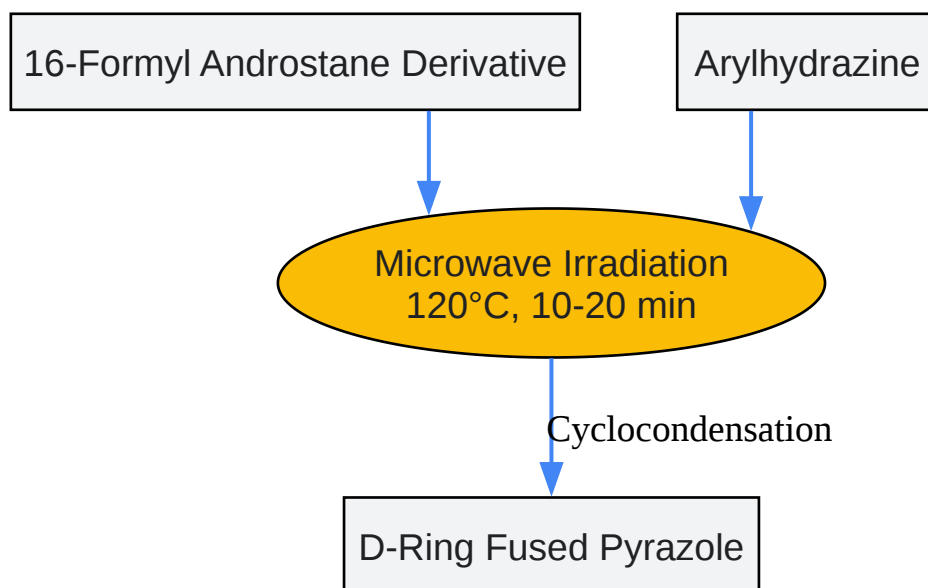 16-Formyl Androstane Derivative
Arylhydrazine
Microwave Irradiation
120°C, 10-20 min
Cyclocondensation
D-Ring Fused Pyrazole